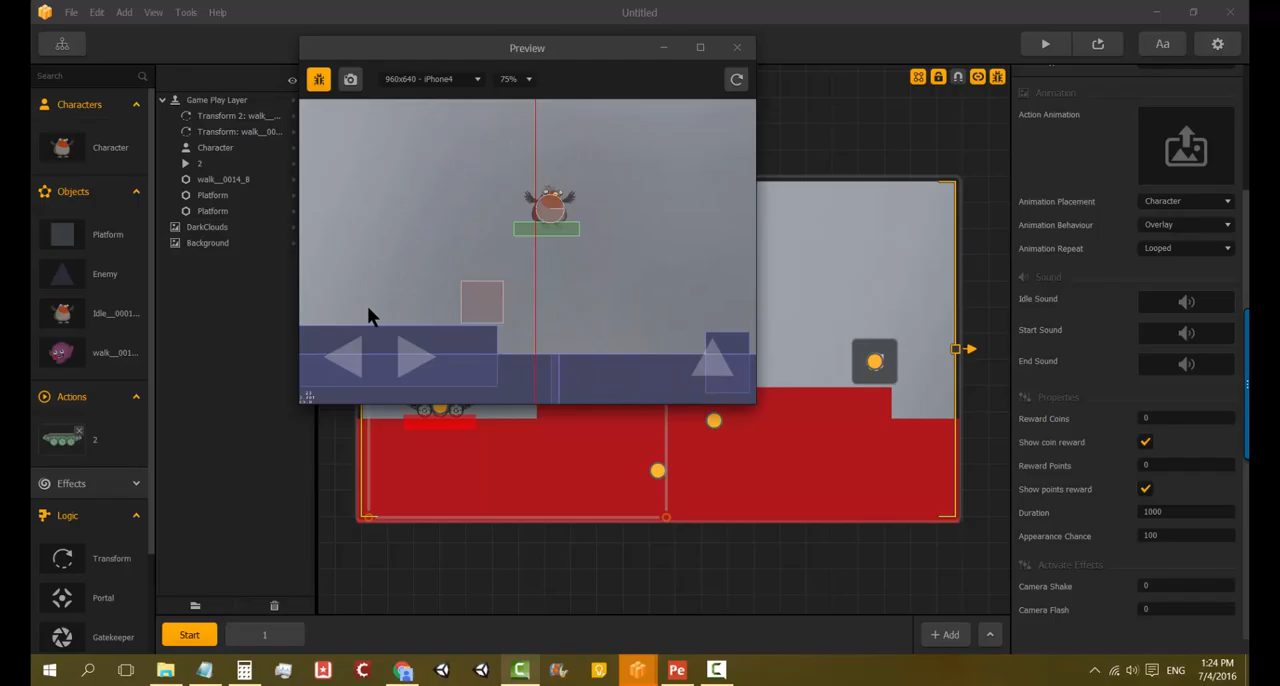 File Edit Add View Tools Help Untitled
Aa
Preview
960x640 - iPhone4 75%
Search
Characters
Character
Objects
Platform
Enemy
Idle__0001...
walk__001...
Actions
2
Effects
Logic
Transform
Portal
Gatekeeper
Game Play Layer
Transform 2: walk__...
Transform: walk__00...
Character
2
walk__0014_8
Platform
Platform
DarkClouds
Background
Start 1 Add
Animation
Action Animation
Animation Placement Character
Animation Behaviour Overlay
Animation Repeat Looped
Sound
Idle Sound
Start Sound
End Sound
Properties
Reward Coins 0
Show coin reward
Reward Points 0
Show points reward
Duration 1000
Appearance Chance 100
Activate Effects
Camera Shake 0
Camera Flash 0
Pe
ENG
1:24 PM
7/4/2016